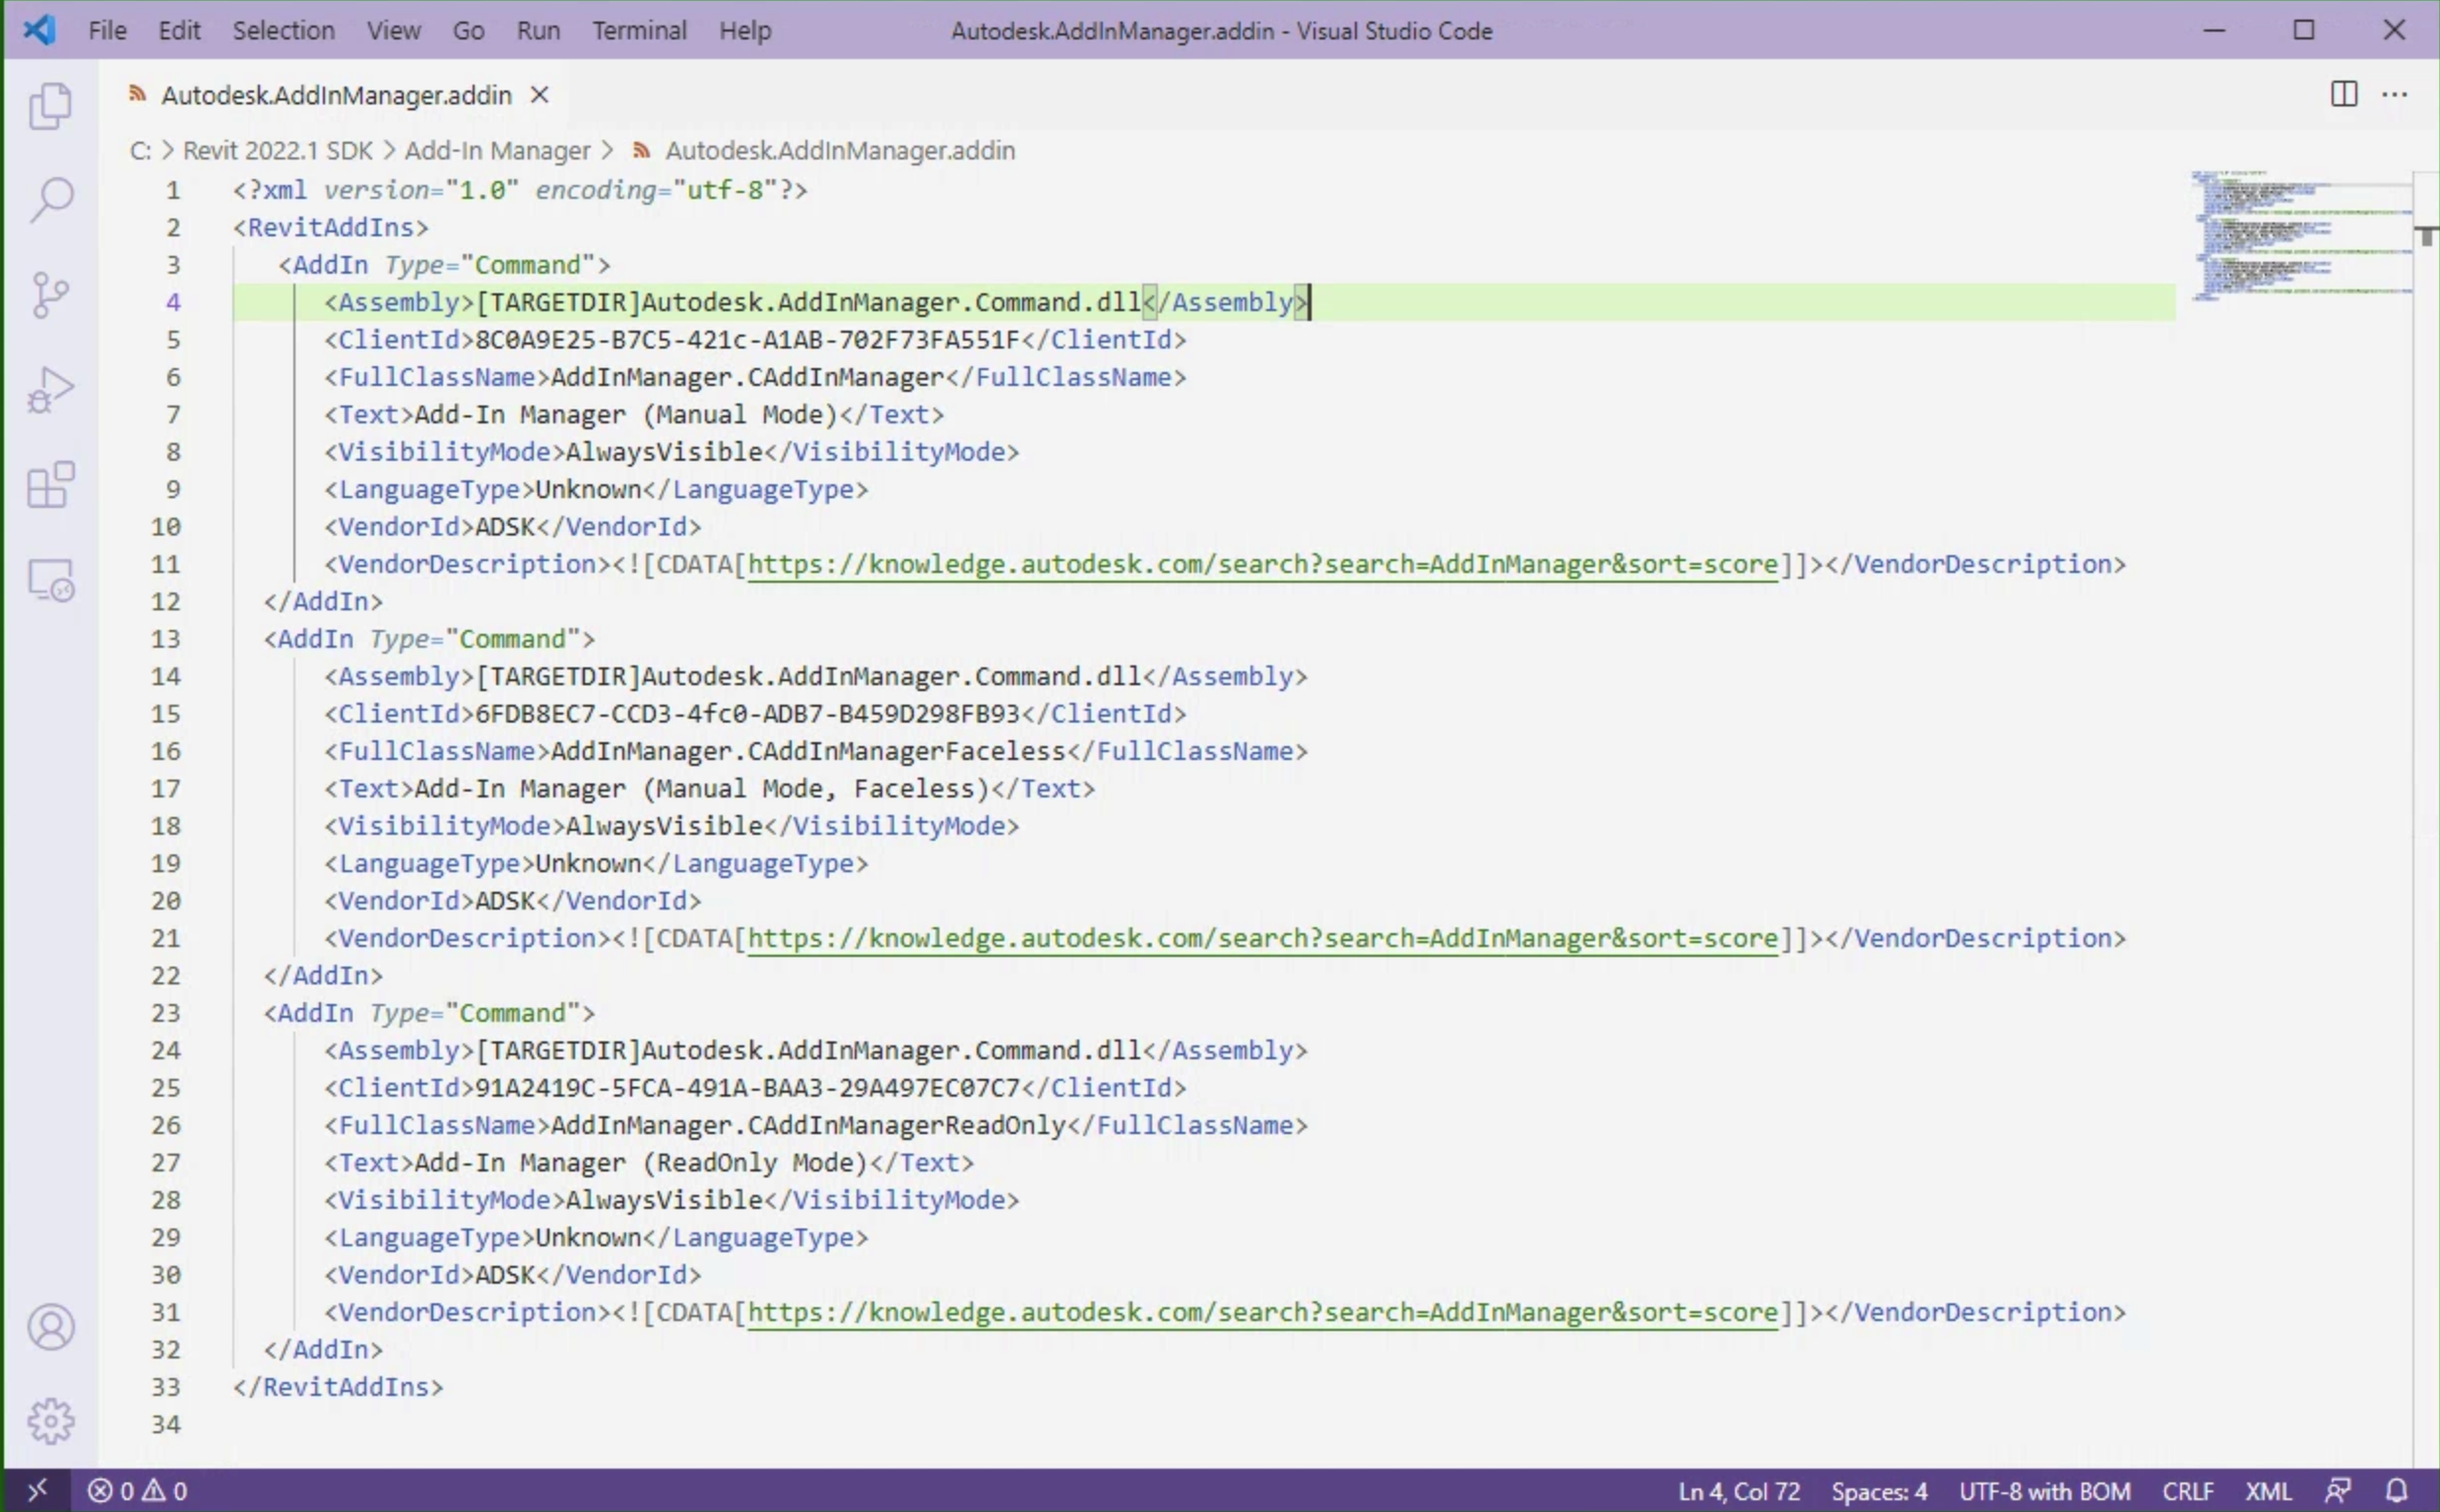 File Edit Selection View Go Run Terminal Help Autodesk.AddInManager.addin - Visual Studio Code
Autodesk.AddInManager.addin
C: > Revit 2022.1 SDK > Add-In Manager > Autodesk.AddInManager.addin
1 <?xml version="1.0" encoding="utf-8"?>
2 <RevitAddIns>
3 <AddIn Type="Command">
4 <Assembly>[TARGETDIR]Autodesk.AddInManager.Command.dll</Assembly>
5 <ClientId>8C0A9E25-B7C5-421c-A1AB-702F73FA551F</ClientId>
6 <FullClassName>AddInManager.CAddInManager</FullClassName>
7 <Text>Add-In Manager (Manual Mode)</Text>
8 <VisibilityMode>AlwaysVisible</VisibilityMode>
9 <LanguageType>Unknown</LanguageType>
10 <VendorId>ADSK</VendorId>
11 <VendorDescription><![CDATA[https://knowledge.autodesk.com/search?search=AddInManager&sort=score]]></VendorDescription>
12 </AddIn>
13 <AddIn Type="Command">
14 <Assembly>[TARGETDIR]Autodesk.AddInManager.Command.dll</Assembly>
15 <ClientId>6FDB8EC7-CCD3-4fc0-ADB7-B459D298FB93</ClientId>
16 <FullClassName>AddInManager.CAddInManagerFaceless</FullClassName>
17 <Text>Add-In Manager (Manual Mode, Faceless)</Text>
18 <VisibilityMode>AlwaysVisible</VisibilityMode>
19 <LanguageType>Unknown</LanguageType>
20 <VendorId>ADSK</VendorId>
21 <VendorDescription><![CDATA[https://knowledge.autodesk.com/search?search=AddInManager&sort=score]]></VendorDescription>
22 </AddIn>
23 <AddIn Type="Command">
24 <Assembly>[TARGETDIR]Autodesk.AddInManager.Command.dll</Assembly>
25 <ClientId>91A2419C-5FCA-491A-BAA3-29A497EC07C7</ClientId>
26 <FullClassName>AddInManager.CAddInManagerReadOnly</FullClassName>
27 <Text>Add-In Manager (ReadOnly Mode)</Text>
28 <VisibilityMode>AlwaysVisible</VisibilityMode>
29 <LanguageType>Unknown</LanguageType>
30 <VendorId>ADSK</VendorId>
31 <VendorDescription><![CDATA[https://knowledge.autodesk.com/search?search=AddInManager&sort=score]]></VendorDescription>
32 </AddIn>
33 </RevitAddIns>
34
0 0 Ln 4, Col 72 Spaces: 4 UTF-8 with BOM CRLF XML